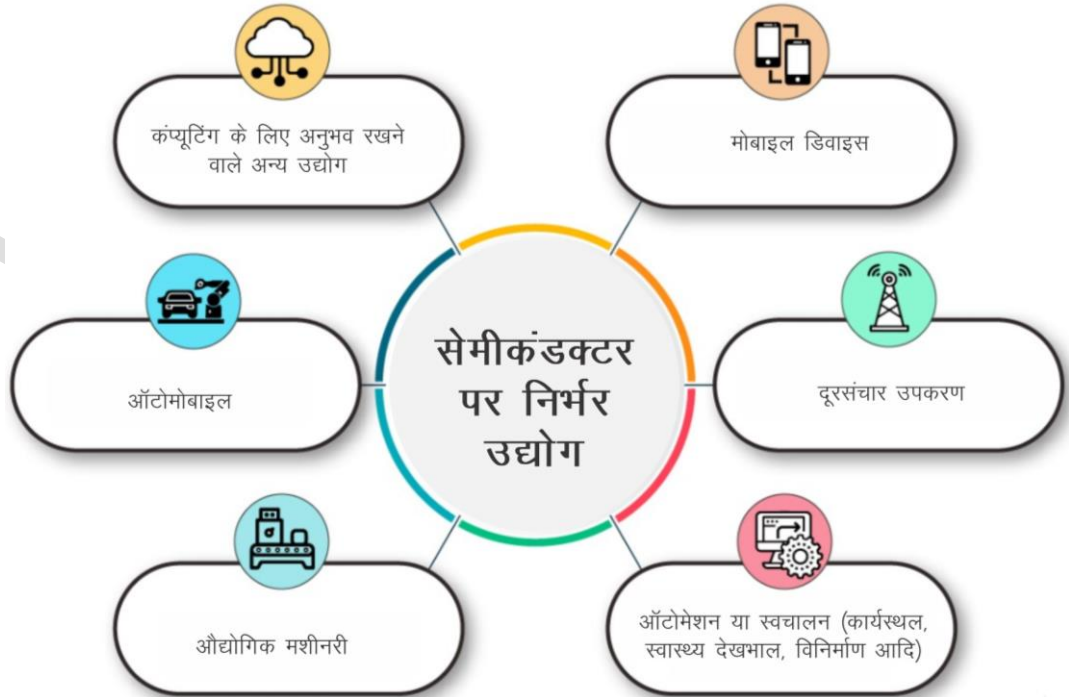 कंप्यूटिंग के लिए अनुभव रखने
वाले अन्य उद्योग
मोबाइल डिवाइस
सेमीकंडक्टर
पर निर्भर
उद्योग
ऑटोमोबाइल
दूरसंचार उपकरण
औद्योगिक मशीनरी
ऑटोमेशन या स्वचालन (कार्यस्थल,
स्वास्थ्य देखभाल, विनिर्माण आदि)